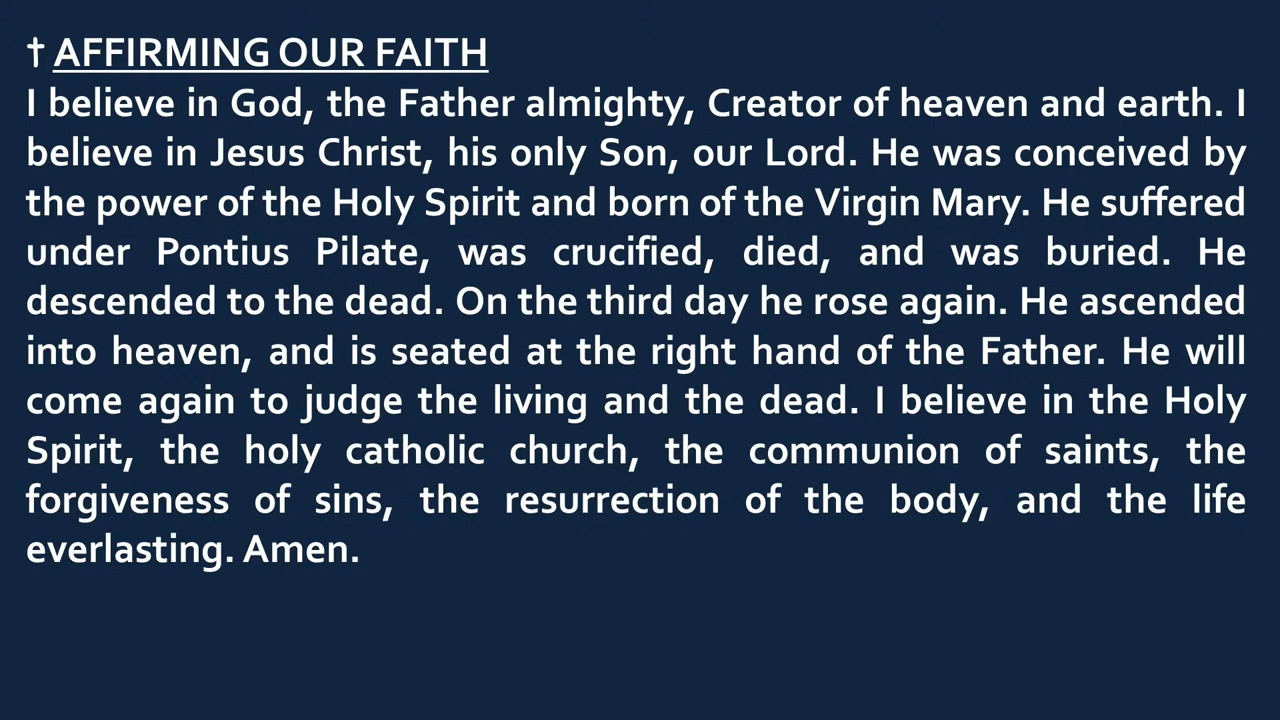 † AFFIRMING OUR FAITH
I believe in God, the Father almighty, Creator of heaven and earth. I
believe in Jesus Christ, his only Son, our Lord. He was conceived by
the power of the Holy Spirit and born of the Virgin Mary. He suffered
under Pontius Pilate, was crucified, died, and was buried. He
descended to the dead. On the third day he rose again. He ascended
into heaven, and is seated at the right hand of the Father. He will
come again to judge the living and the dead. I believe in the Holy
Spirit, the holy catholic church, the communion of saints, the
forgiveness of sins, the resurrection of the body, and the life
everlasting. Amen.